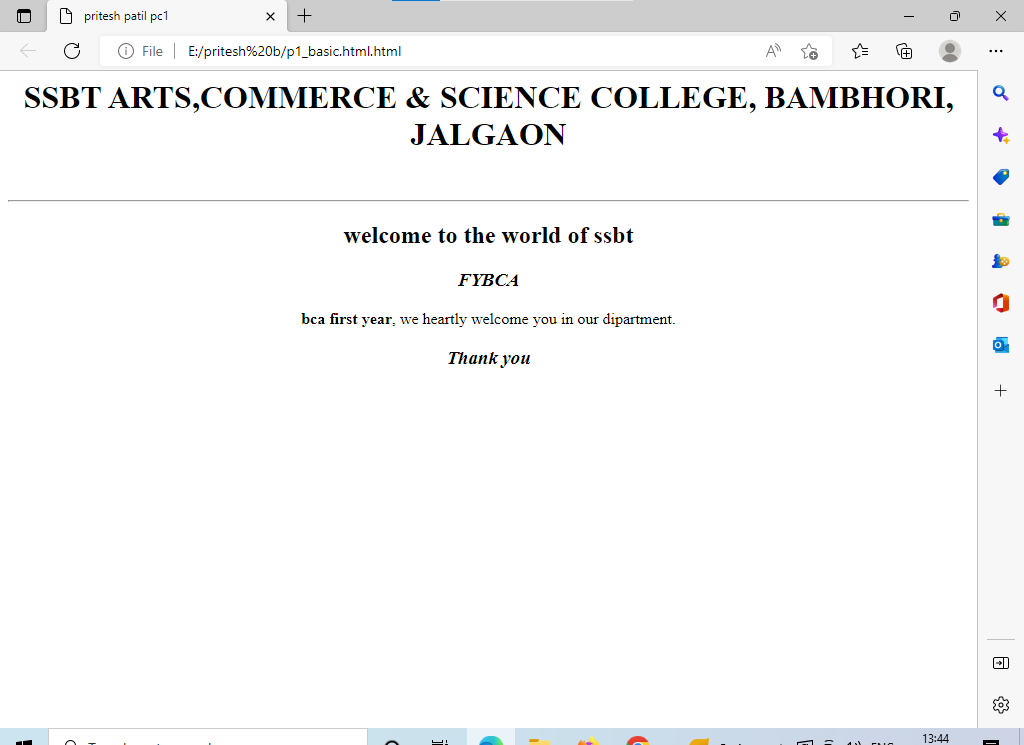 pritesh patil pc1
File
E:/pritesh%20b/p1_basic.html.html
SSBT ARTS,COMMERCE & SCIENCE COLLEGE, BAMBHORI,
JALGAON
welcome to the world of ssbt
FYBCA
bca first year, we heartly welcome you in our dipartment.
Thank you
13:44